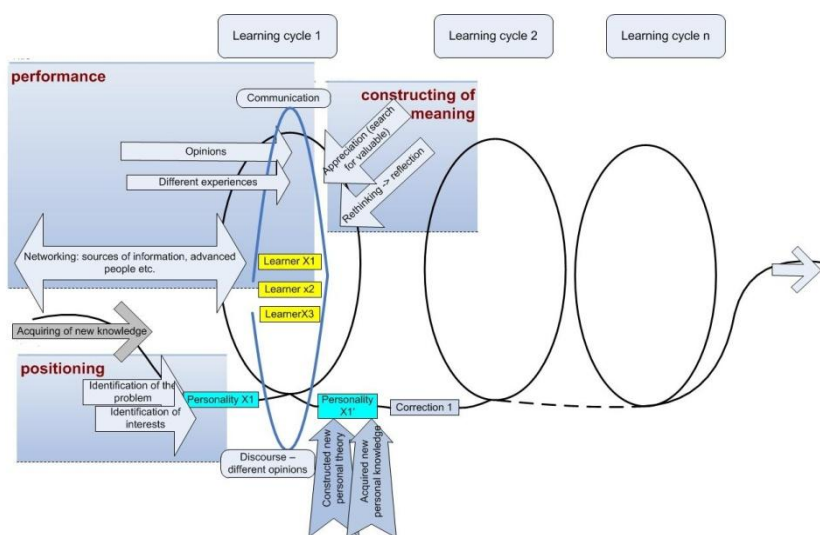 Learning cycle 1
Learning cycle 2
Learning cycle n
performance
Communication
constructing of
meaning
Opinions
Different experiences
Appreciation (search
for valuable)
Rethinking -> reflection
Networking: sources of information, advanced
people etc.
Learner X1
Learner x2
LearnerX3
Acquiring of new knowledge
positioning
Identification of the
problem
Identification of
interests
Personality X1
Personality
X1'
Correction 1
Discourse –
different opinions
Constructed new
personal theory
Acquired new
personal knowledge